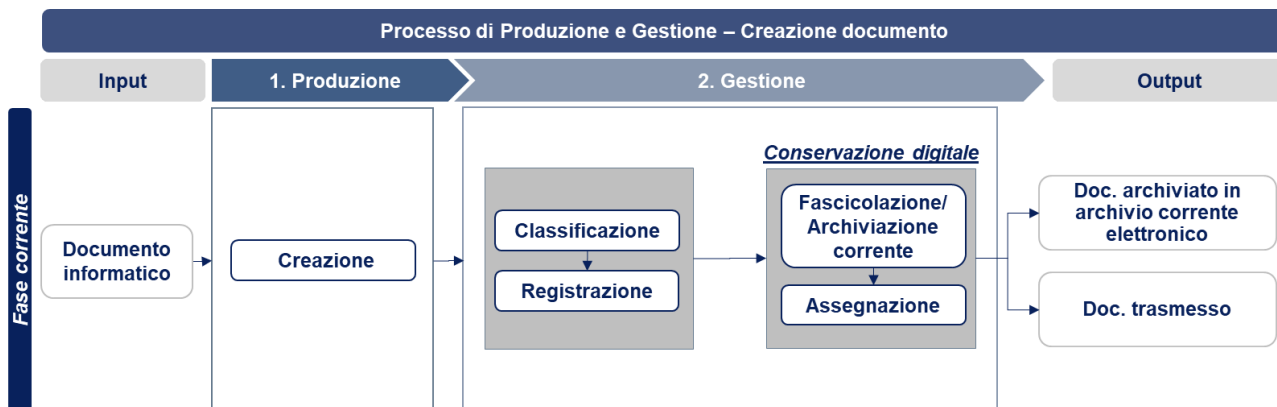 Processo di Produzione e Gestione – Creazione documento
Input
1. Produzione
2. Gestione
Output
Fase corrente
Documento
informatico
Creazione
Classificazione
Registrazione
Conservazione digitale
Fascicolazione/
Archiviazione
corrente
Assegnazione
Doc. archiviato in
archivio corrente
elettronico
Doc. trasmesso